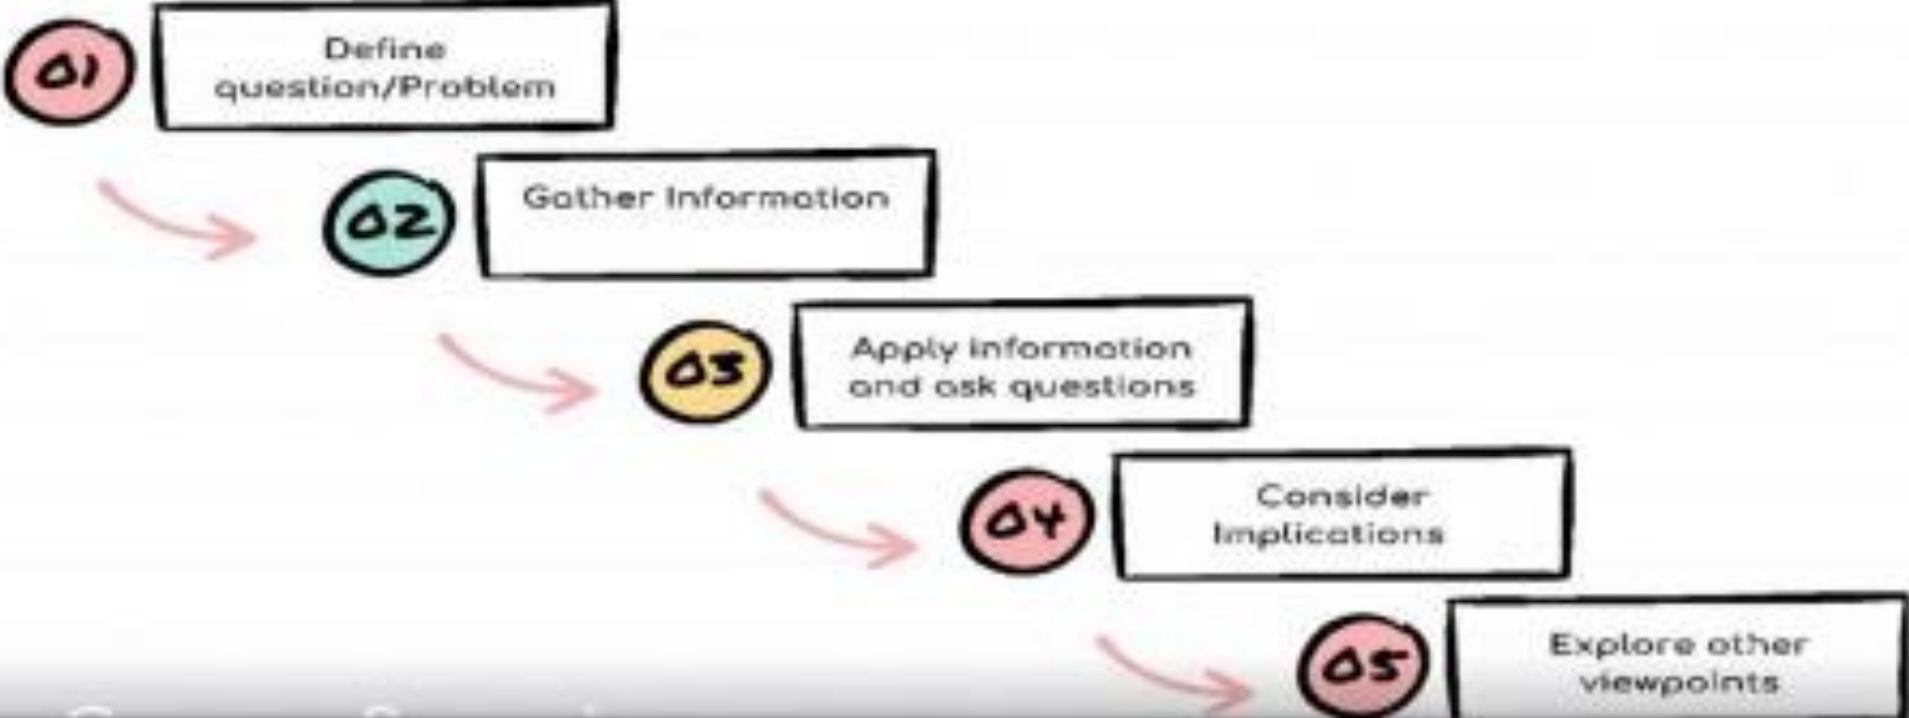 01
Define
question/Problem
02
Gather Information
03
Apply information
and ask questions
04
Consider
Implications
05
Explore other
viewpoints